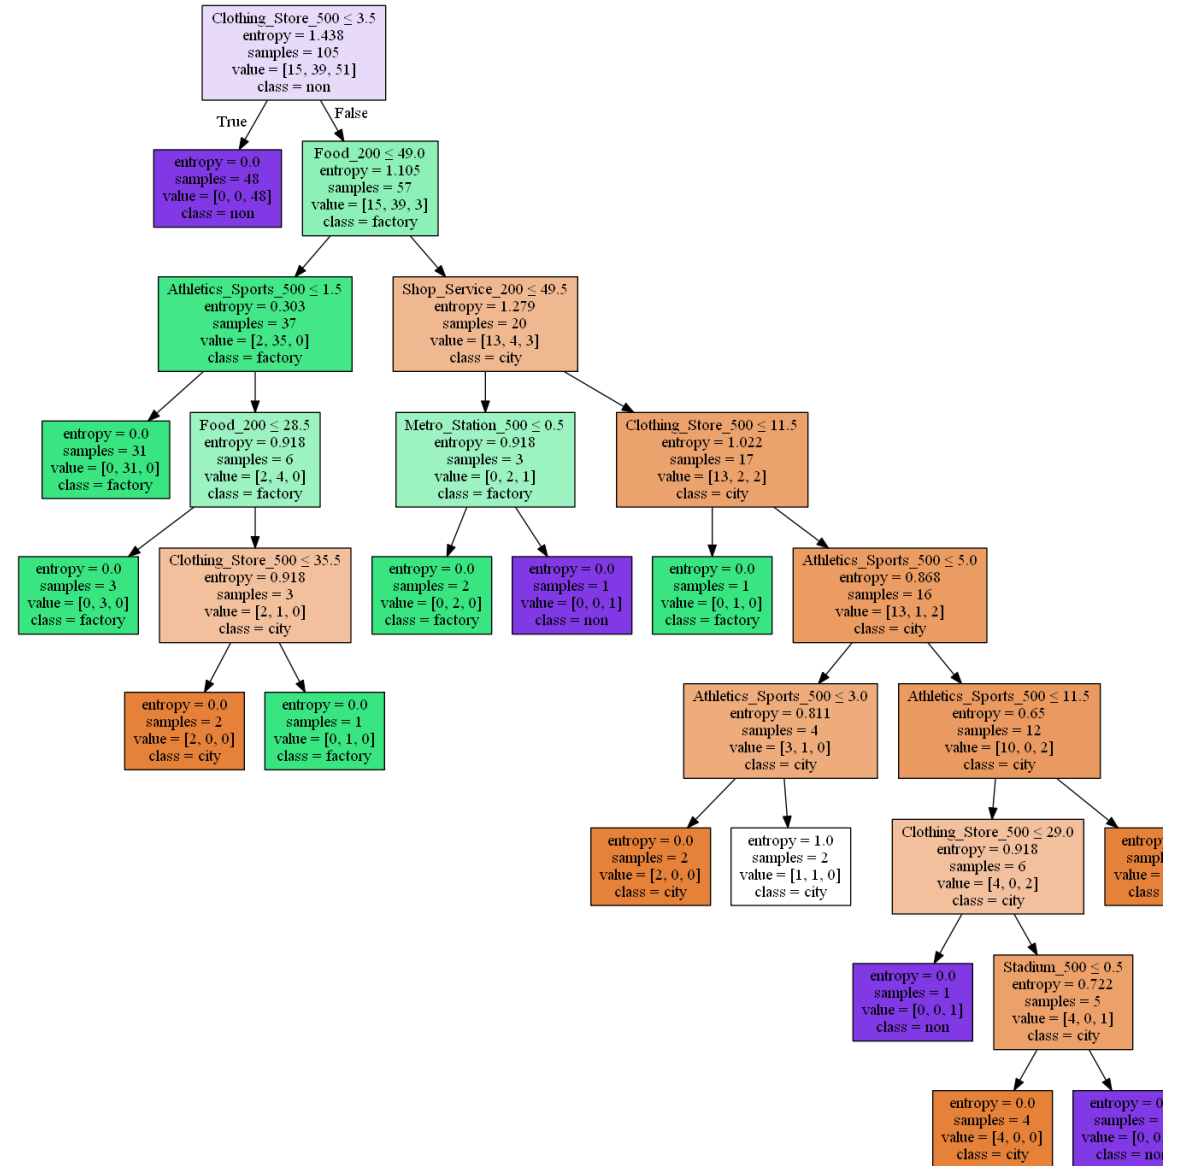 Clothing_Store_500 ≤ 3.5
entropy = 1.438
samples = 105
value = [15, 39, 51]
class = non
True
False
entropy = 0.0
samples = 48
value = [0, 0, 48]
class = non
Food_200 ≤ 49.0
entropy = 1.105
samples = 57
value = [15, 39, 3]
class = factory
Athletics_Sports_500 ≤ 1.5
entropy = 0.303
samples = 37
value = [2, 35, 0]
class = factory
Shop_Service_200 ≤ 49.5
entropy = 1.279
samples = 20
value = [13, 4, 3]
class = city
entropy = 0.0
samples = 31
value = [0, 31, 0]
class = factory
Food_200 ≤ 28.5
entropy = 0.918
samples = 6
value = [2, 4, 0]
class = factory
Metro_Station_500 ≤ 0.5
entropy = 0.918
samples = 3
value = [0, 2, 1]
class = factory
Clothing_Store_500 ≤ 11.5
entropy = 1.022
samples = 17
value = [13, 2, 2]
class = city
entropy = 0.0
samples = 3
value = [0, 3, 0]
class = factory
Clothing_Store_500 ≤ 35.5
entropy = 0.918
samples = 3
value = [2, 1, 0]
class = city
entropy = 0.0
samples = 2
value = [0, 2, 0]
class = factory
entropy = 0.0
samples = 1
value = [0, 0, 1]
class = non
entropy = 0.0
samples = 1
value = [0, 1, 0]
class = factory
Athletics_Sports_500 ≤ 5.0
entropy = 0.868
samples = 16
value = [13, 1, 2]
class = city
entropy = 0.0
samples = 2
value = [2, 0, 0]
class = city
entropy = 0.0
samples = 1
value = [0, 1, 0]
class = factory
Athletics_Sports_500 ≤ 3.0
entropy = 0.811
samples = 4
value = [3, 1, 0]
class = city
Athletics_Sports_500 ≤ 11.5
entropy = 0.65
samples = 12
value = [10, 0, 2]
class = city
entropy = 0.0
samples = 2
value = [2, 0, 0]
class = city
entropy = 1.0
samples = 2
value = [1, 1, 0]
class = city
Clothing_Store_500 ≤ 29.0
entropy = 0.918
samples = 6
value = [4, 0, 2]
class = city
value =
class
entropy = 0.0
samples = 1
value = [0, 0, 1]
class = non
Stadium_500 ≤ 0.5
entropy = 0.722
samples = 5
value = [4, 0, 1]
class = city
entropy = 0.0
samples = 4
value = [4, 0, 0]
class = city
entropy =
samples =
value = [0, 0
class =